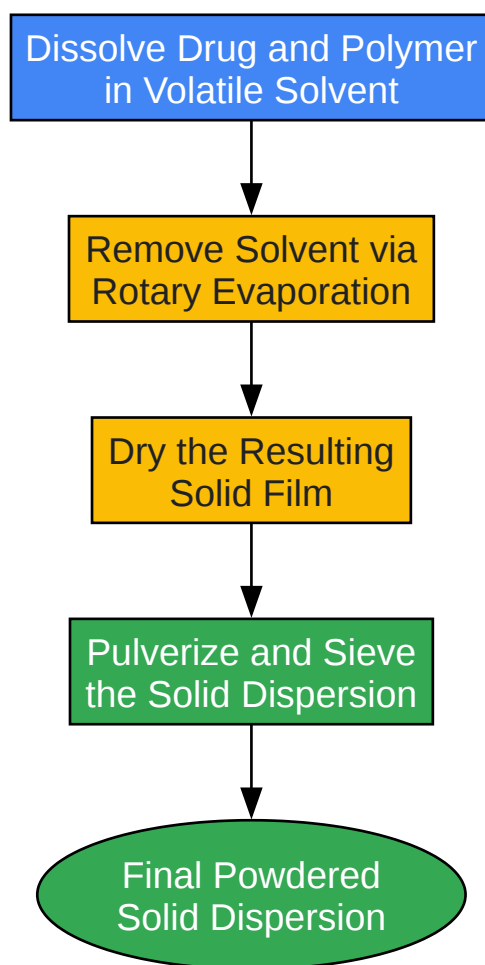 Dissolve Drug and Polymer
in Volatile Solvent
Remove Solvent via
Rotary Evaporation
Dry the Resulting
Solid Film
Pulverize and Sieve
the Solid Dispersion
Final Powdered
Solid Dispersion